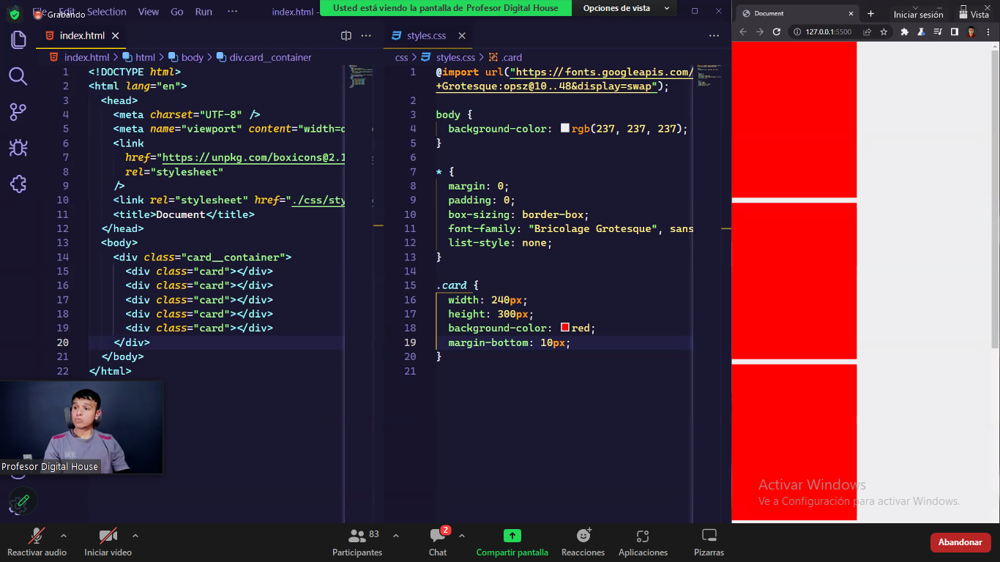 File Edit Selection View Go Run ··· index.html -
Grabando
Usted está viendo la pantalla de Profesor Digital House
Opciones de vista
Document
Iniciar sesión
Vista
127.0.0.1:5500
index.html
index.html > html > body > div.card__container
1 <!DOCTYPE html>
2 <html lang="en">
3 <head>
4 <meta charset="UTF-8" />
5 <meta name="viewport" content="width=
6 <link
7 href="https://unpkg.com/boxicons@2.1
8 rel="stylesheet"
9 />
10 <link rel="stylesheet" href="./css/sty
11 <title>Document</title>
12 </head>
13 <body>
14 <div class="card__container">
15 <div class="card"></div>
16 <div class="card"></div>
17 <div class="card"></div>
18 <div class="card"></div>
19 <div class="card"></div>
20 </div>
21 </body>
22 </html>
styles.css
css > styles.css > .card
1 @import url("https://fonts.googleapis.com/
+Grotesque:opsz@10..48&display=swap");
2
3 body {
4 background-color: rgb(237, 237, 237);
5 }
6
7 * {
8 margin: 0;
9 padding: 0;
10 box-sizing: border-box;
11 font-family: "Bricolage Grotesque", sans
12 list-style: none;
13 }
14
15 .card {
16 width: 240px;
17 height: 300px;
18 background-color: red;
19 margin-bottom: 10px;
20 }
21
Profesor Digital House
Activar Windows
Ve a Configuración para activar Windows.
Reactivar audio
Iniciar vídeo
83
Participantes
2
Chat
Compartir pantalla
Reacciones
Aplicaciones
Pizarras
Abandonar